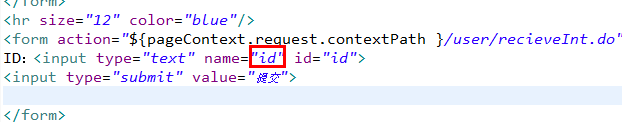 </form>
<hr size="12" color="blue"/>
<form action="${pageContext.request.contextPath }/user/recieveInt.do"
ID：<input type="text" name="id" id="id">
<input type="submit" value="提交">
</form>